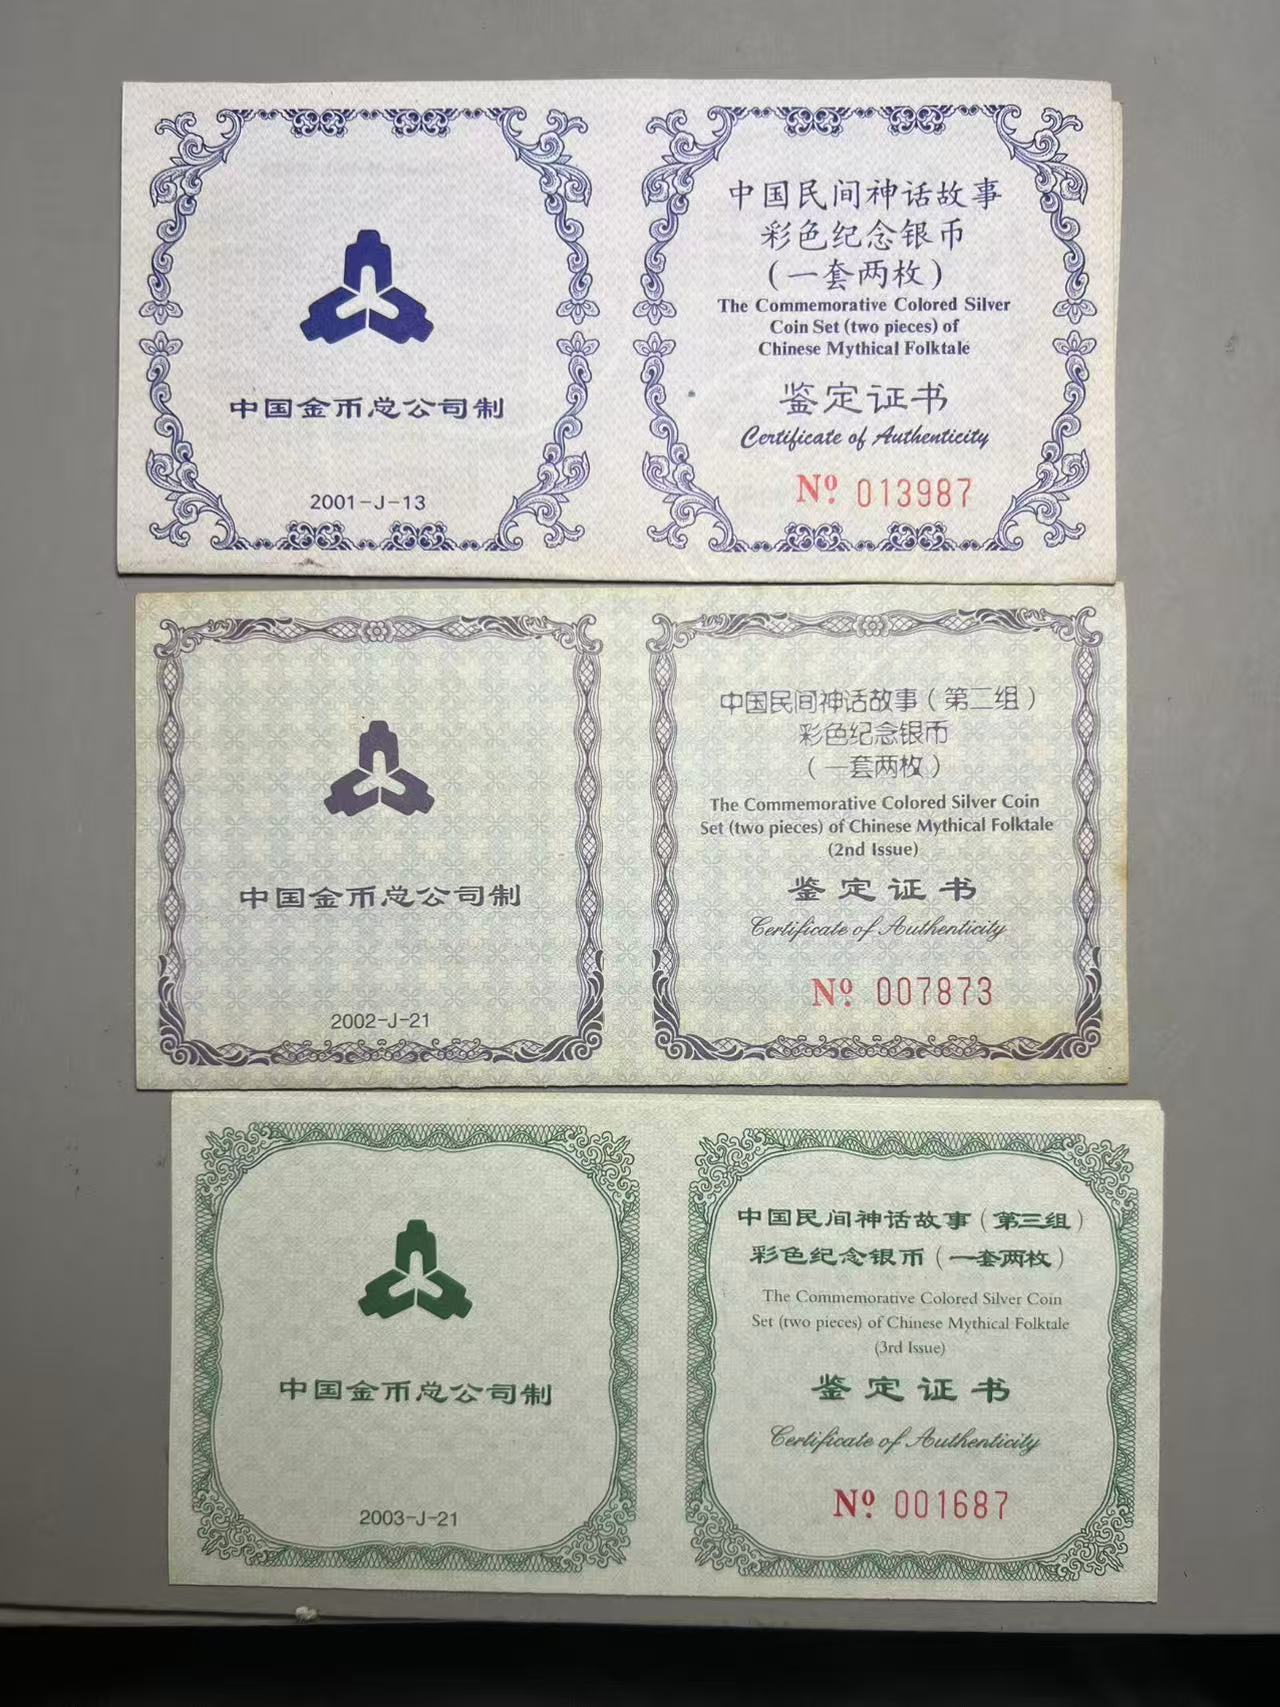 中国金币总公司制
2001-J-13
中国民间神话故事
彩色纪念银币
(一套两枚)
The Commemorative Colored Silver
Coin Set (two pieces) of
Chinese Mythical Folktale
鉴定证书
Certificate of Authenticity
Nº 013987
中国金币总公司制
2002-J-21
中国民间神话故事(第二组)
彩色纪念银币
(一套两枚)
The Commemorative Colored Silver Coin
Set (two pieces) of Chinese Mythical Folktale
(2nd Issue)
鉴定证书
Certificate of Authenticity
Nº 007873
中国金币总公司制
2003-J-21
中国民间神话故事(第三组)
彩色纪念银币(一套两枚)
The Commemorative Colored Silver Coin
Set (two pieces) of Chinese Mythical Folktale
(3rd Issue)
鉴定证书
Certificate of Authenticity
Nº 001687